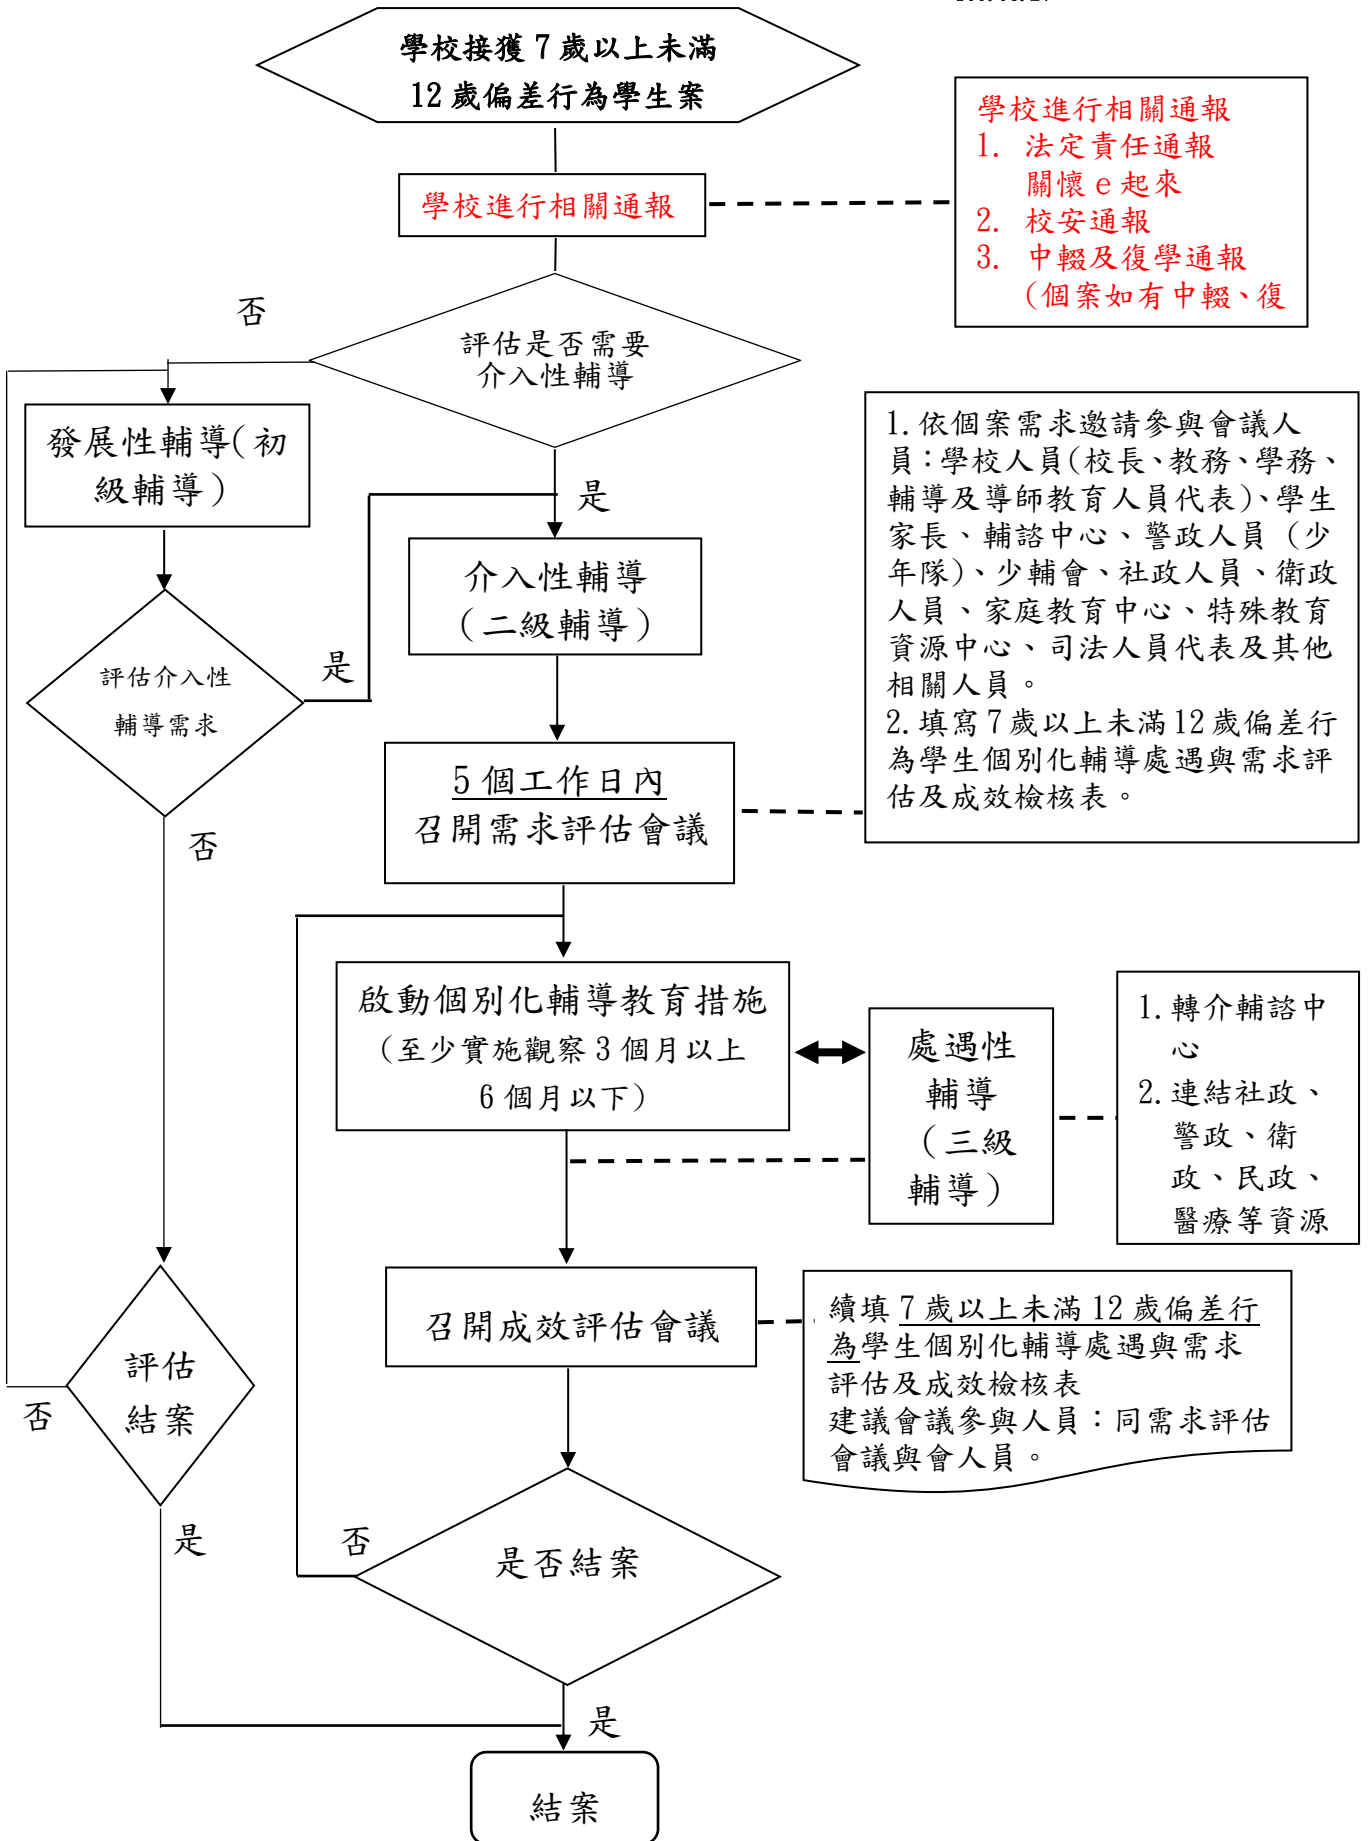 學校接獲 7 歲以上未滿
12 歲偏差行為學生案
學校進行相關通報
學校進行相關通報
1. 法定責任通報
關懷 e 起來
2. 校安通報
3. 中輟及復學通報
(個案如有中輟、復
否
評估是否需要
介入性輔導
發展性輔導(初
級輔導)
是
介入性輔導
(二級輔導)
1.依個案需求邀請參與會議人
員:學校人員(校長、教務、學務、
輔導及導師教育人員代表)、學生
家長、輔諮中心、警政人員(少
年隊)、少輔會、社政人員、衛政
人員、家庭教育中心、特殊教育
資源中心、司法人員代表及其他
相關人員。
2.填寫 7 歲以上未滿 12 歲偏差行
為學生個別化輔導處遇與需求評
估及成效檢核表。
評估介入性
輔導需求
是
否
5 個工作日內
召開需求評估會議
啟動個別化輔導教育措施
(至少實施觀察 3 個月以上
6 個月以下)
處遇性
輔導
(三級
輔導)
1.轉介輔諮中
心
2.連結社政、
警政、衛
政、民政、
醫療等資源
召開成效評估會議
續填 7 歲以上未滿 12 歲偏差行
為學生個別化輔導處遇與需求
評估及成效檢核表
建議會議參與人員:同需求評估
會議與會人員。
評估
結案
否
是
否
是否結案
是
結案